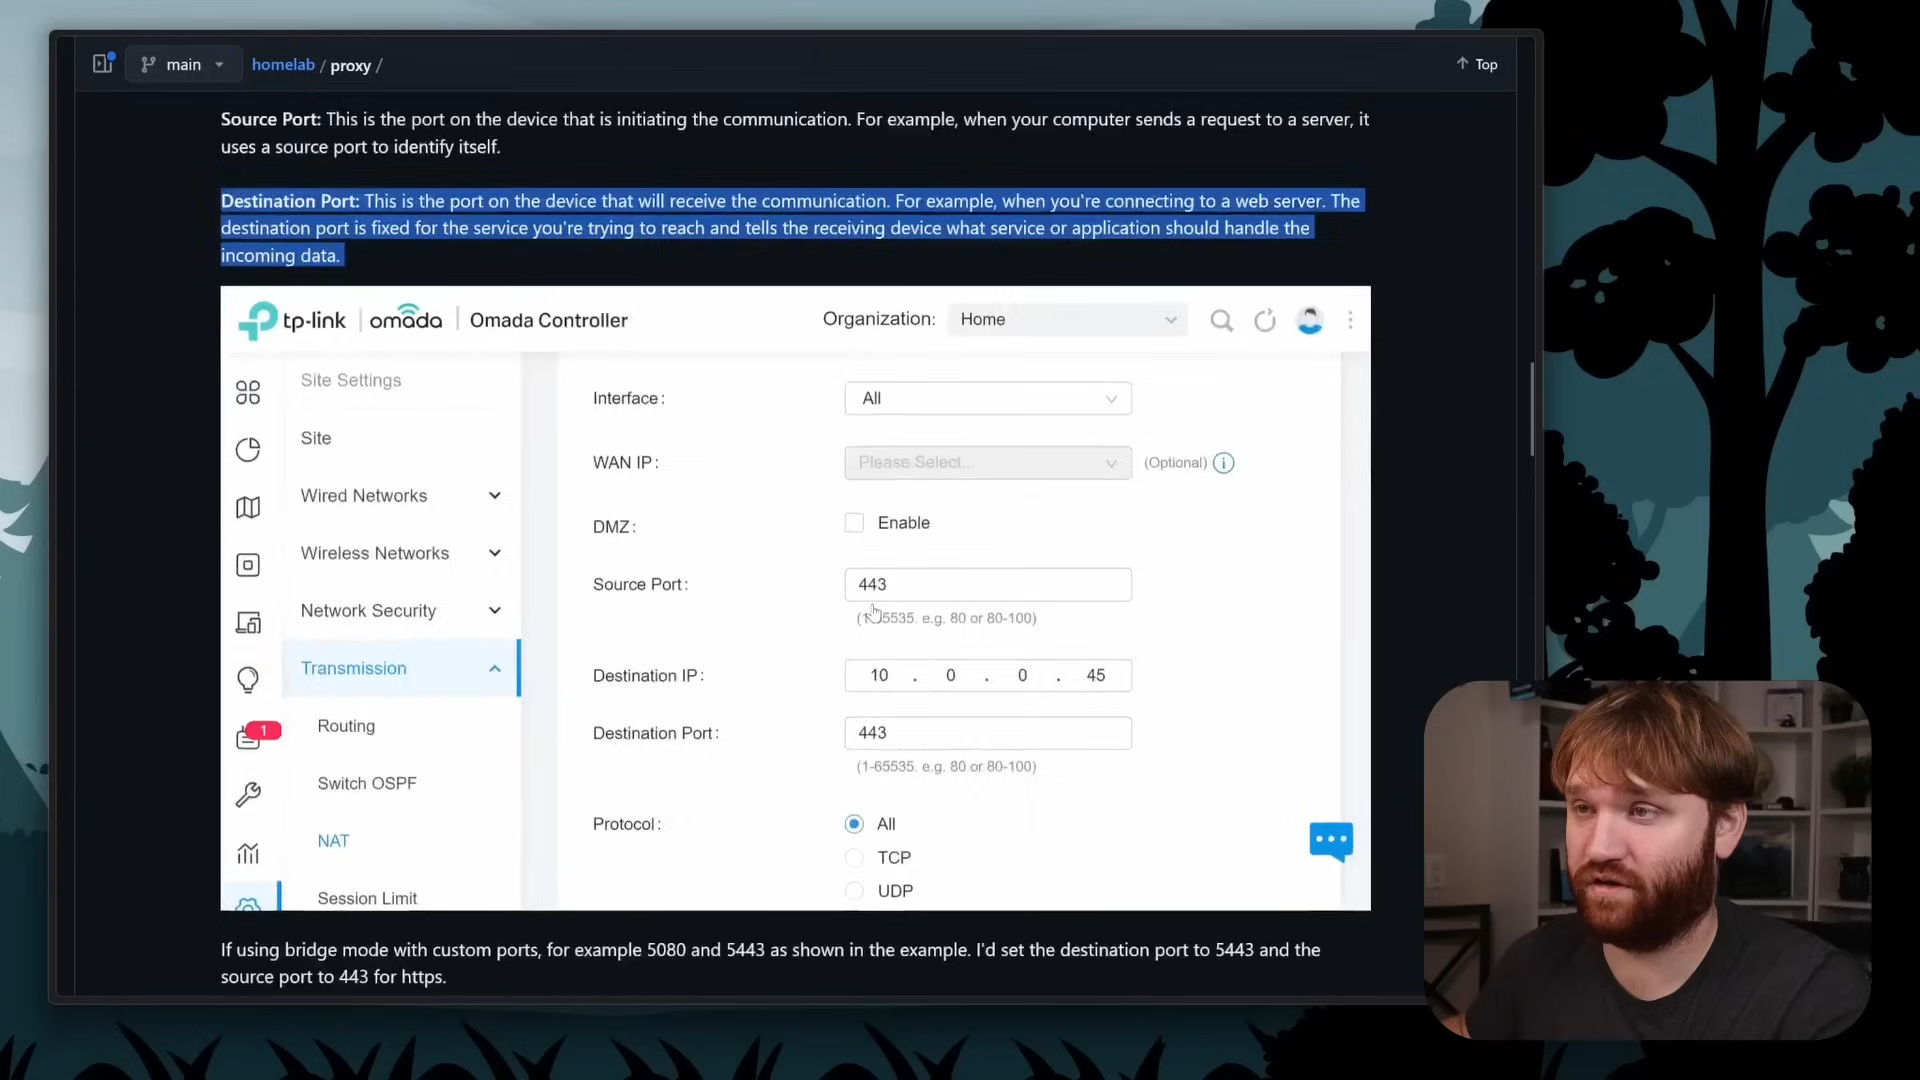 main
homelab / proxy /
Top
Source Port: This is the port on the device that is initiating the communication. For example, when your computer sends a request to a server, it
uses a source port to identify itself.
Destination Port: This is the port on the device that will receive the communication. For example, when you're connecting to a web server. The
destination port is fixed for the service you're trying to reach and tells the receiving device what service or application should handle the
incoming data.
tp-link | omada | Omada Controller
Organization: Home
Site Settings
Site
Wired Networks
Wireless Networks
Network Security
Transmission
Routing
Switch OSPF
NAT
Session Limit
1
Interface: All
WAN IP: Please Select... (Optional) i
DMZ: Enable
Source Port: 443
e.g. 80 or 80-100)
Destination IP: 10 . 0 . 0 . 45
Destination Port: 443
(1-65535. e.g. 80 or 80-100)
Protocol: All
TCP
UDP
If using bridge mode with custom ports, for example 5080 and 5443 as shown in the example. I'd set the destination port to 5443 and the
source port to 443 for https.